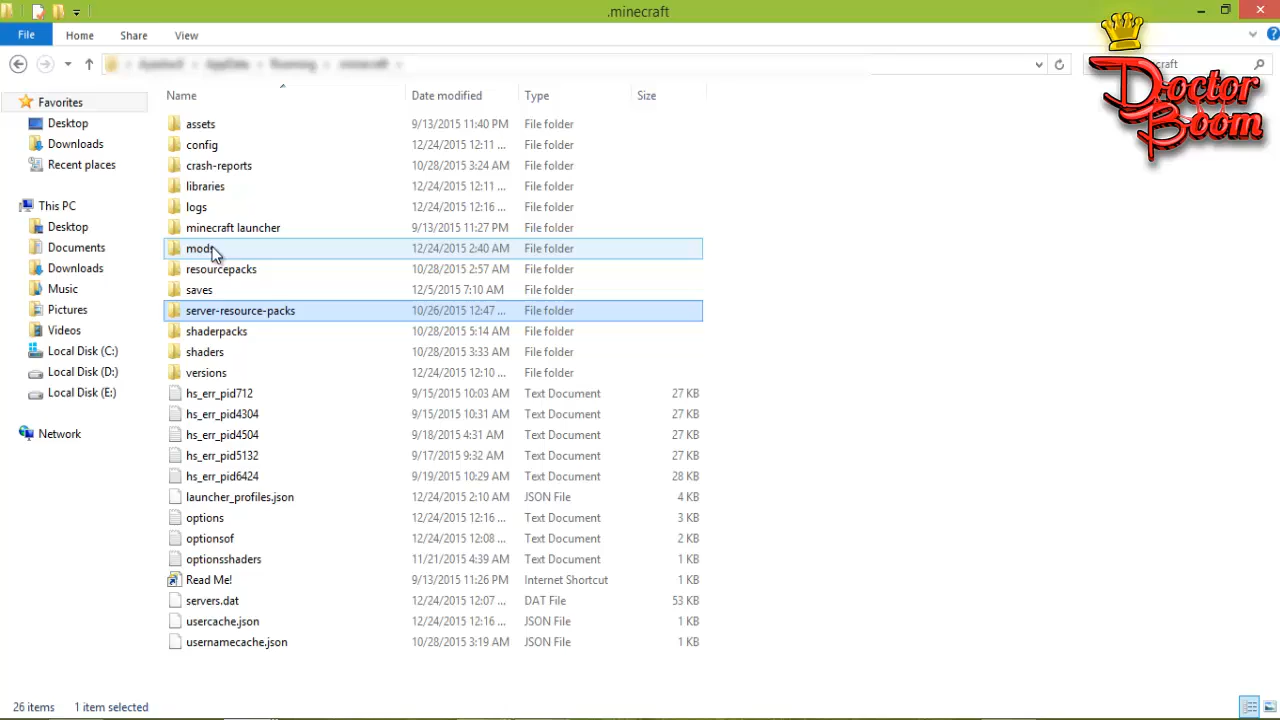 .minecraft
File Home Share View
craft
Doctor Boom
Name Date modified Type Size
Favorites
Desktop
Downloads
Recent places
This PC
Desktop
Documents
Downloads
Music
Pictures
Videos
Local Disk (C:)
Local Disk (D:)
Local Disk (E:)
Network
assets 9/13/2015 11:40 PM File folder
config 12/24/2015 12:11 ... File folder
crash-reports 10/28/2015 3:24 AM File folder
libraries 12/24/2015 12:11 ... File folder
logs 12/24/2015 12:16 ... File folder
minecraft launcher 9/13/2015 11:27 PM File folder
mods 12/24/2015 2:40 AM File folder
resourcepacks 10/28/2015 2:57 AM File folder
saves 12/5/2015 7:10 AM File folder
server-resource-packs 10/26/2015 12:47 ... File folder
shaderpacks 10/28/2015 5:14 AM File folder
shaders 10/28/2015 3:33 AM File folder
versions 12/24/2015 12:10 ... File folder
hs_err_pid712 9/15/2015 10:03 AM Text Document 27 KB
hs_err_pid4304 9/15/2015 10:31 AM Text Document 27 KB
hs_err_pid4504 9/18/2015 4:31 AM Text Document 27 KB
hs_err_pid5132 9/17/2015 9:32 AM Text Document 27 KB
hs_err_pid6424 9/19/2015 10:29 AM Text Document 28 KB
launcher_profiles.json 12/24/2015 2:10 AM JSON File 4 KB
options 12/24/2015 12:16 ... Text Document 3 KB
optionsof 12/24/2015 12:08 ... Text Document 2 KB
optionsshaders 11/21/2015 4:39 AM Text Document 1 KB
Read Me! 9/13/2015 11:26 PM Internet Shortcut 1 KB
servers.dat 12/24/2015 12:07 ... DAT File 53 KB
usercache.json 12/24/2015 12:16 ... JSON File 1 KB
usernamecache.json 10/28/2015 3:19 AM JSON File 1 KB
26 items 1 item selected